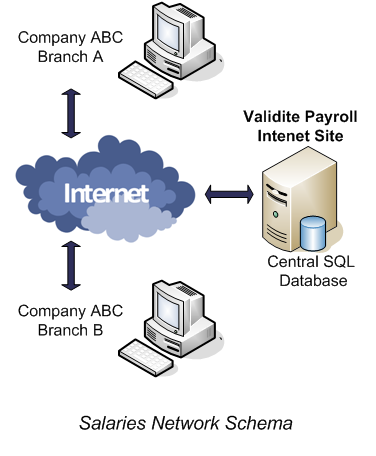 Company ABC
Branch A
Validite Payroll
Intenet Site
Internet
Central SQL
Database
Company ABC
Branch B
Salaries Network Schema